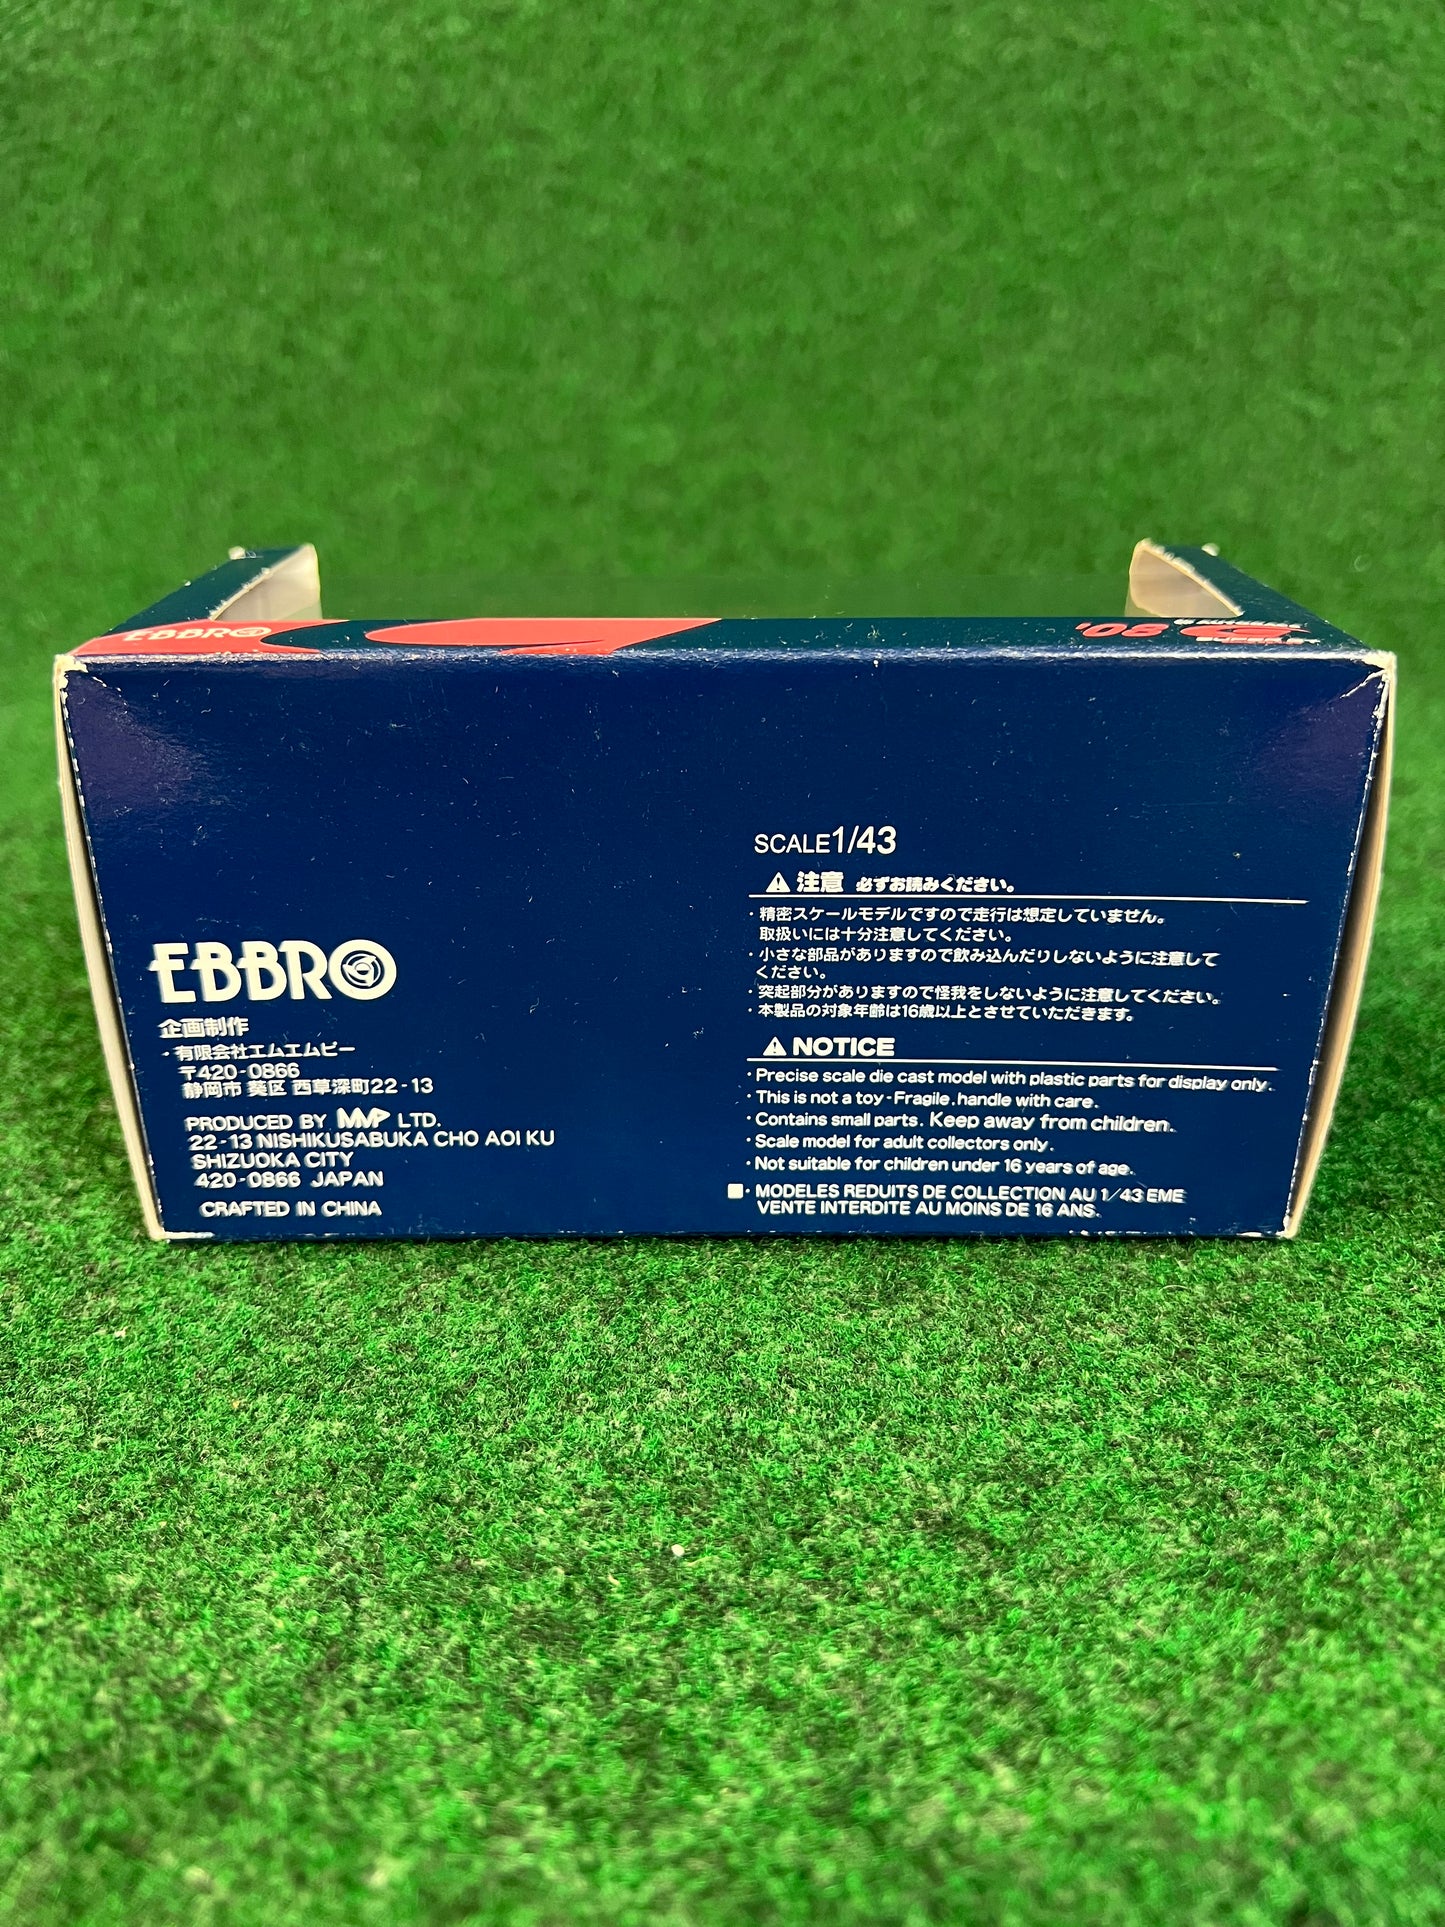 EBBRO
'08
SUPER GT
EBBRO
企画制作
・有限会社エムエムピー
〒420-0866
静岡市 葵区 西草深町22-13
PRODUCED BY MMP LTD.
22-13 NISHIKUSABUKA CHO AOI KU
SHIZUOKA CITY
420-0866 JAPAN
CRAFTED IN CHINA
SCALE1/43
注意 必ずお読みください。
・精密スケールモデルですので走行は想定していません。
取扱いには十分注意してください。
・小さな部品がありますので飲み込んだりしないように注意して
ください。
・突起部分がありますので怪我をしないように注意してください。
・本製品の対象年齢は16歳以上とさせていただきます。
NOTICE
・Precise scale die cast model with plastic parts for display only.
・This is not a toy-Fragile.handle with care.
・Contains small parts. Keep away from children.
・Scale model for adult collectors only.
・Not suitable for children under 16 years of age.
■・MODELES REDUITS DE COLLECTION AU 1/43 EME
VENTE INTERDITE AU MOINS DE 16 ANS.